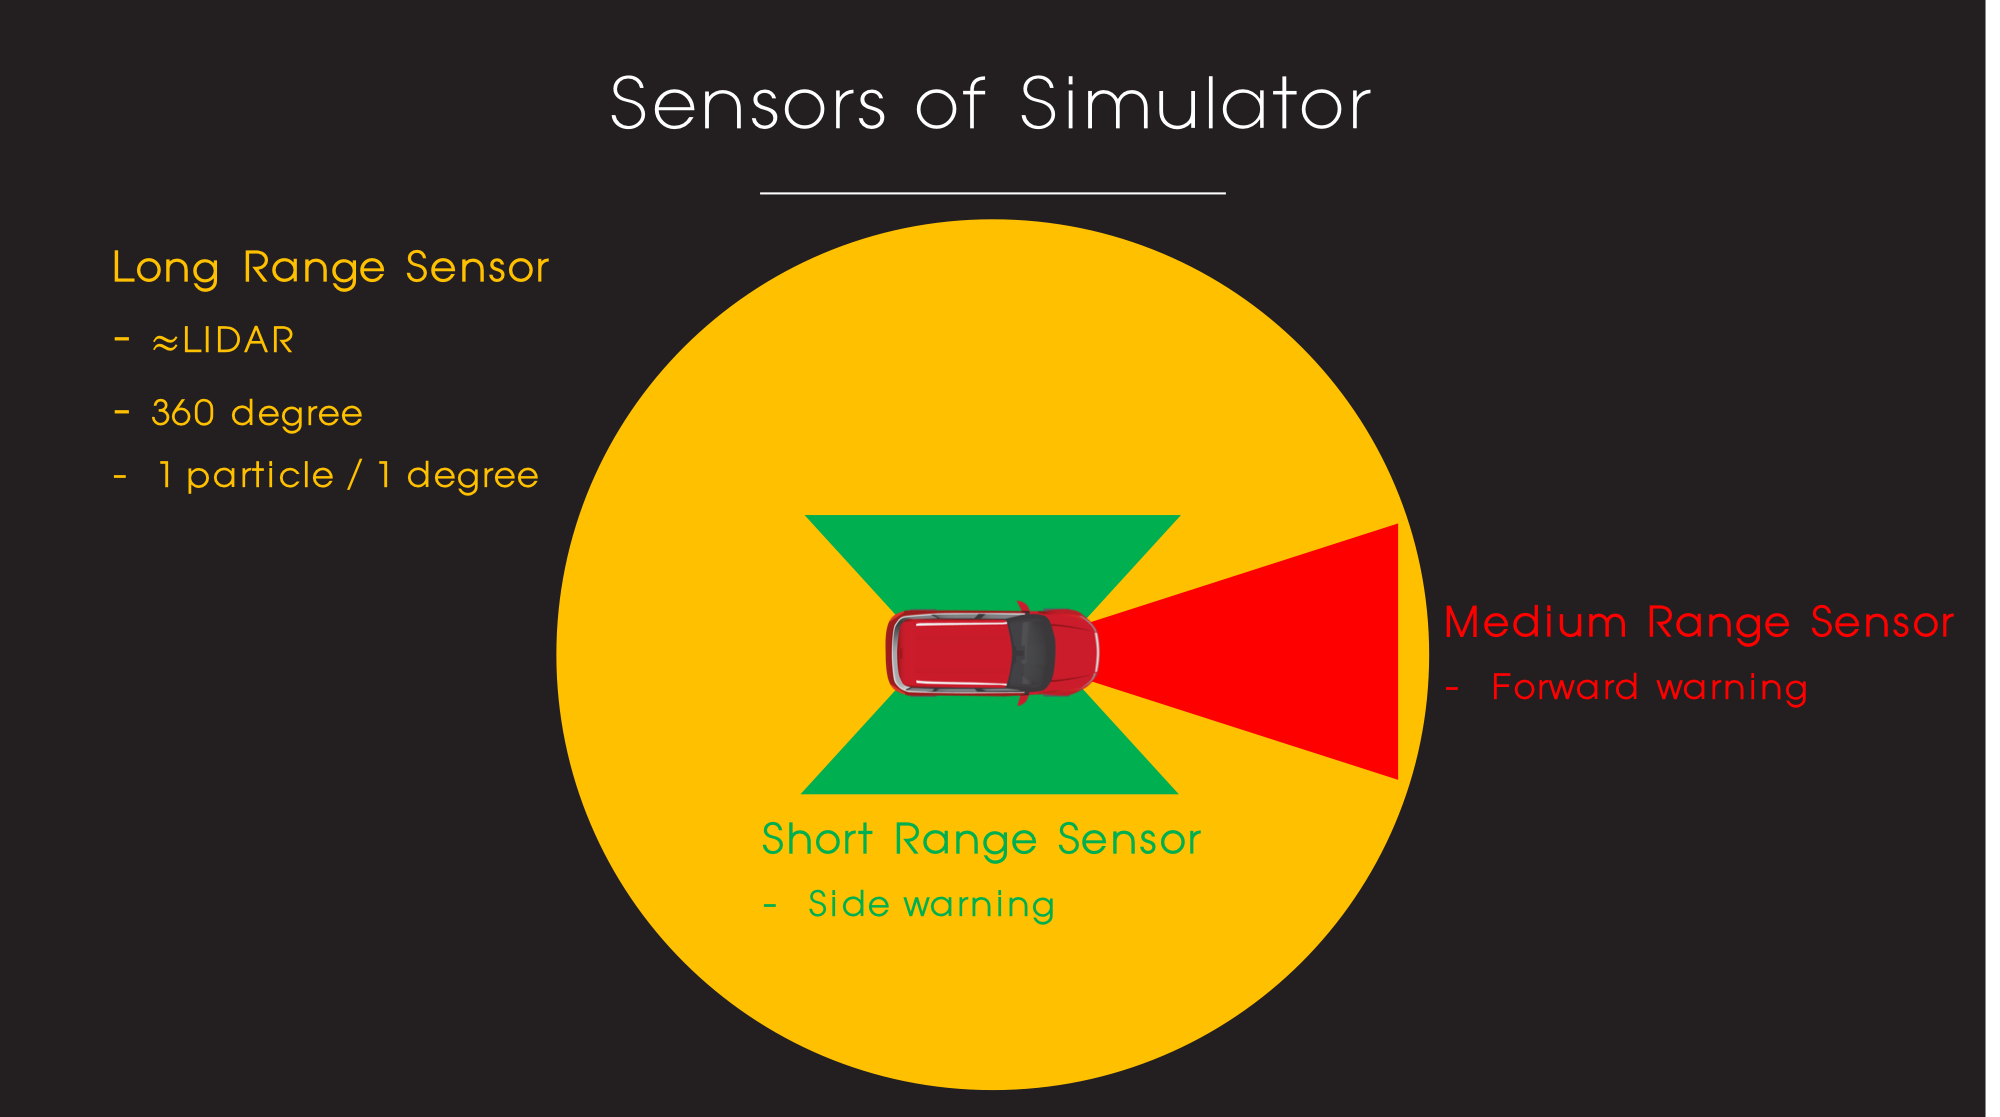 Sensors of Simulator
Long Range Sensor
- ≈LIDAR
- 360 degree
- 1 particle / 1 degree
Medium Range Sensor
- Forward warning
Short Range Sensor
- Side warning